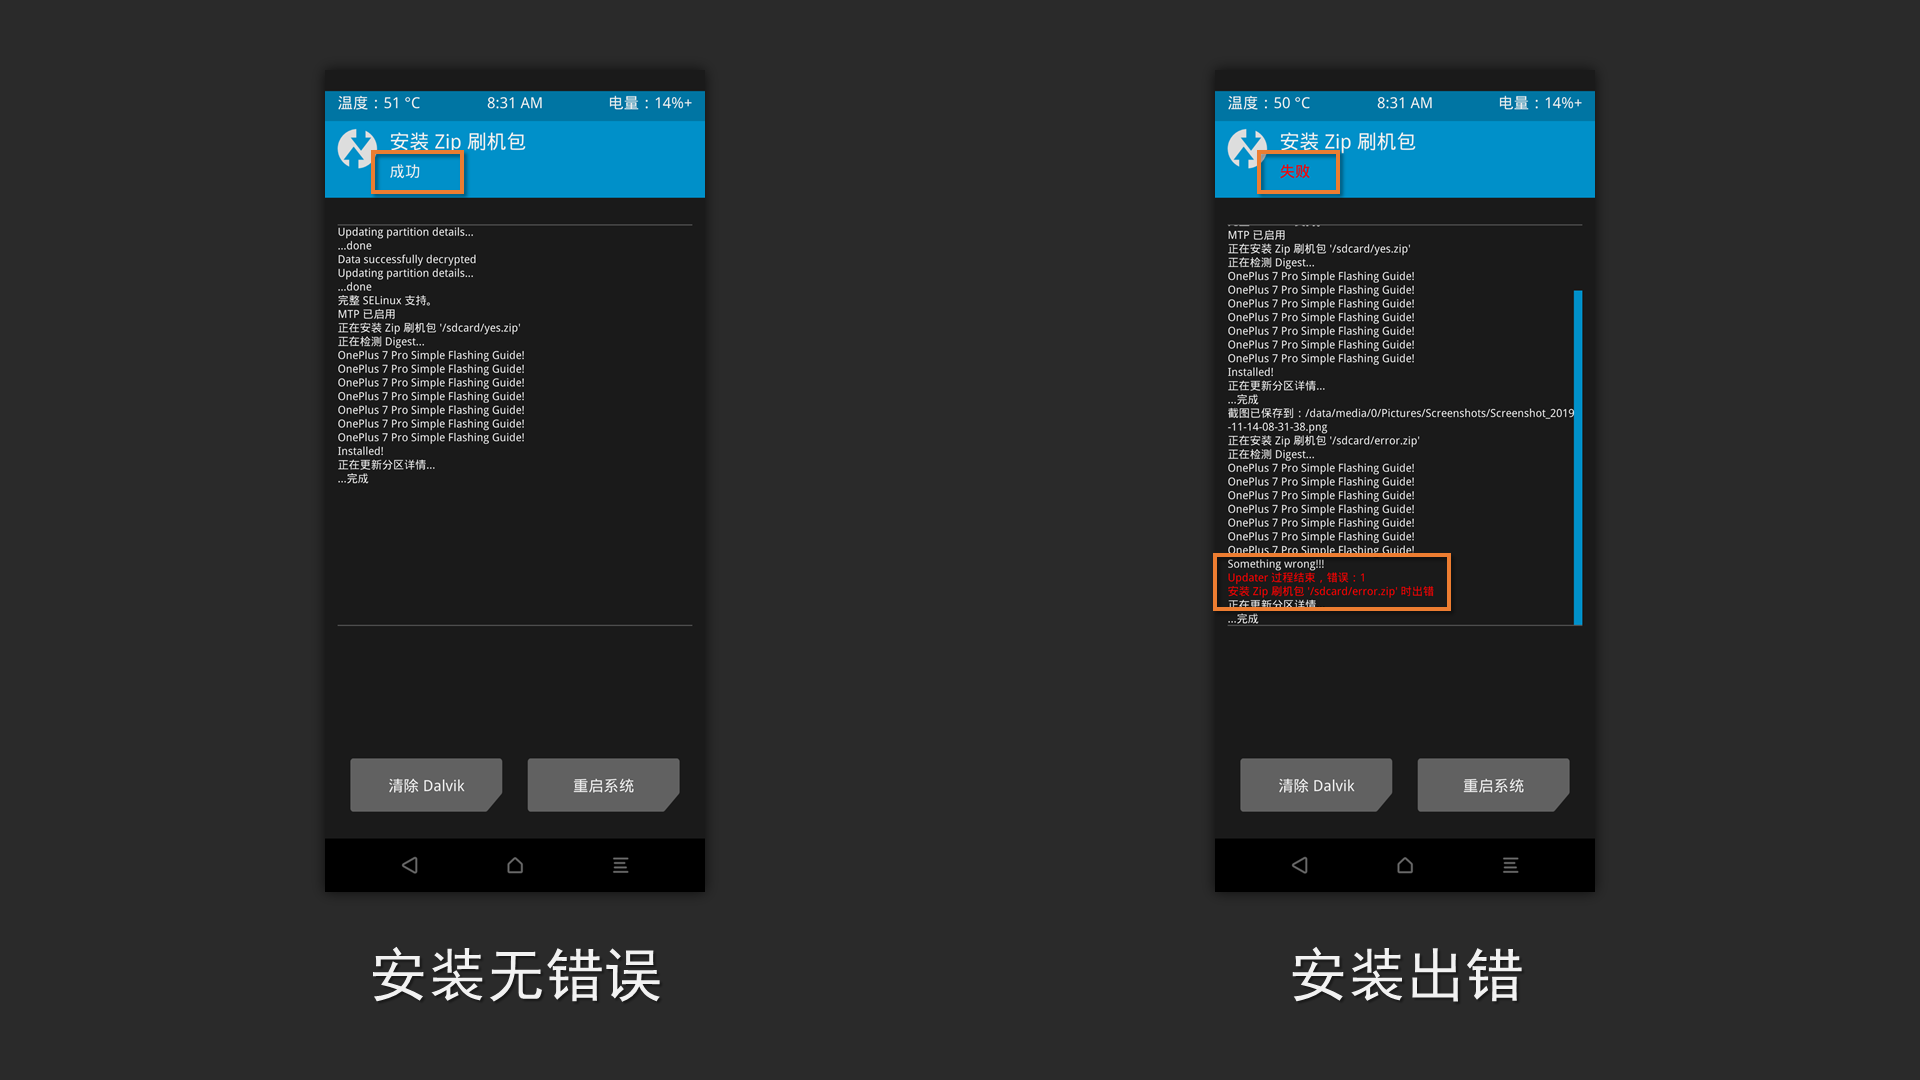 温度：51 °C 8:31 AM 电量：14%+
安装 Zip 刷机包
成功
Updating partition details...
...done
Data successfully decrypted
Updating partition details...
...done
完整 SELinux 支持。
MTP 已启用
正在安装 Zip 刷机包 '/sdcard/yes.zip'
正在检测 Digest...
OnePlus 7 Pro Simple Flashing Guide!
OnePlus 7 Pro Simple Flashing Guide!
OnePlus 7 Pro Simple Flashing Guide!
OnePlus 7 Pro Simple Flashing Guide!
OnePlus 7 Pro Simple Flashing Guide!
OnePlus 7 Pro Simple Flashing Guide!
OnePlus 7 Pro Simple Flashing Guide!
Installed!
正在更新分区详情...
...完成
清除 Dalvik
重启系统
安装无错误
温度：50 °C 8:31 AM 电量：14%+
安装 Zip 刷机包
失败
MTP 已启用
正在安装 Zip 刷机包 '/sdcard/yes.zip'
正在检测 Digest...
OnePlus 7 Pro Simple Flashing Guide!
OnePlus 7 Pro Simple Flashing Guide!
OnePlus 7 Pro Simple Flashing Guide!
OnePlus 7 Pro Simple Flashing Guide!
OnePlus 7 Pro Simple Flashing Guide!
OnePlus 7 Pro Simple Flashing Guide!
OnePlus 7 Pro Simple Flashing Guide!
Installed!
正在更新分区详情...
...完成
截图已保存到：/data/media/0/Pictures/Screenshots/Screenshot_2019
-11-14-08-31-38.png
正在安装 Zip 刷机包 '/sdcard/error.zip'
正在检测 Digest...
OnePlus 7 Pro Simple Flashing Guide!
OnePlus 7 Pro Simple Flashing Guide!
OnePlus 7 Pro Simple Flashing Guide!
OnePlus 7 Pro Simple Flashing Guide!
OnePlus 7 Pro Simple Flashing Guide!
OnePlus 7 Pro Simple Flashing Guide!
OnePlus 7 Pro Simple Flashing Guide!
Something wrong!!!
Updater 过程结束，错误：1
安装 Zip 刷机包 '/sdcard/error.zip' 时出错
正在更新分区详情
...完成
清除 Dalvik
重启系统
安装出错